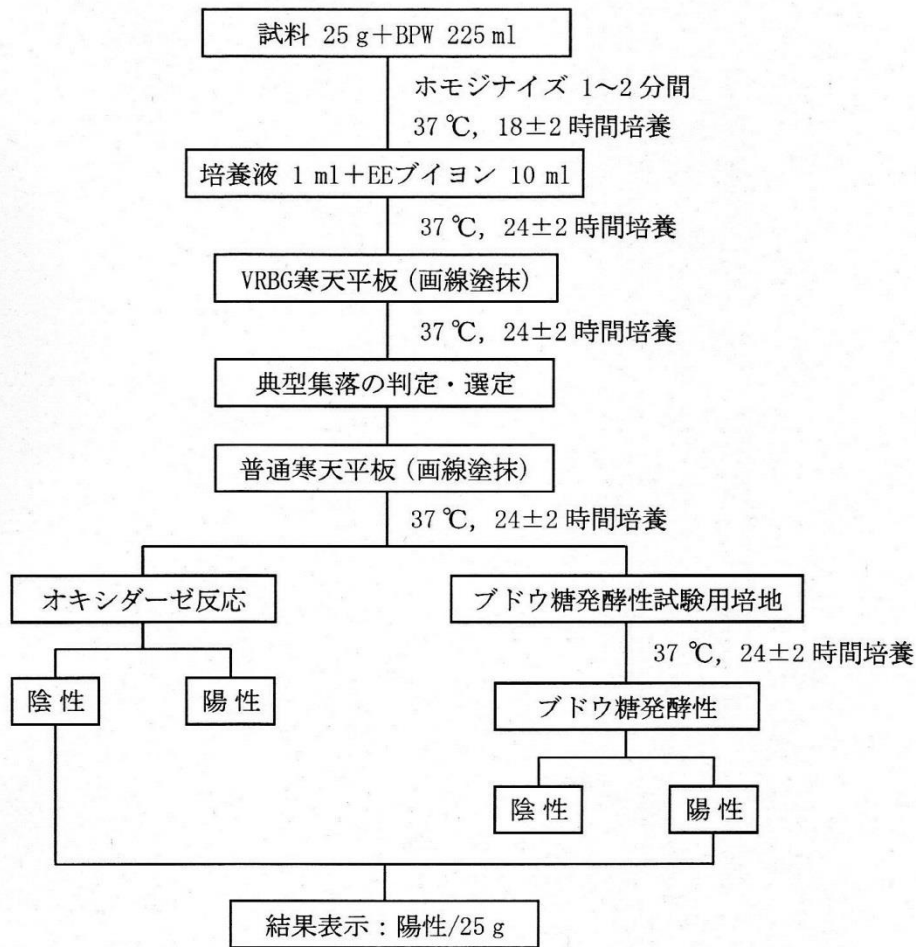 試料 25 g+BPW 225 ml
ホモジナイズ 1~2 分間
37 ℃, 18±2 時間培養
培養液 1 ml+EEブイヨン 10 ml
37 ℃, 24±2 時間培養
VRBG寒天平板 (画線塗抹)
37 ℃, 24±2 時間培養
典型集落の判定・選定
普通寒天平板 (画線塗抹)
37 ℃, 24±2 時間培養
オキシダーゼ反応
ブドウ糖発酵性試験用培地
37 ℃, 24±2 時間培養
陰 性
陽 性
ブドウ糖発酵性
陰 性
陽 性
結果表示：陽性/25 g